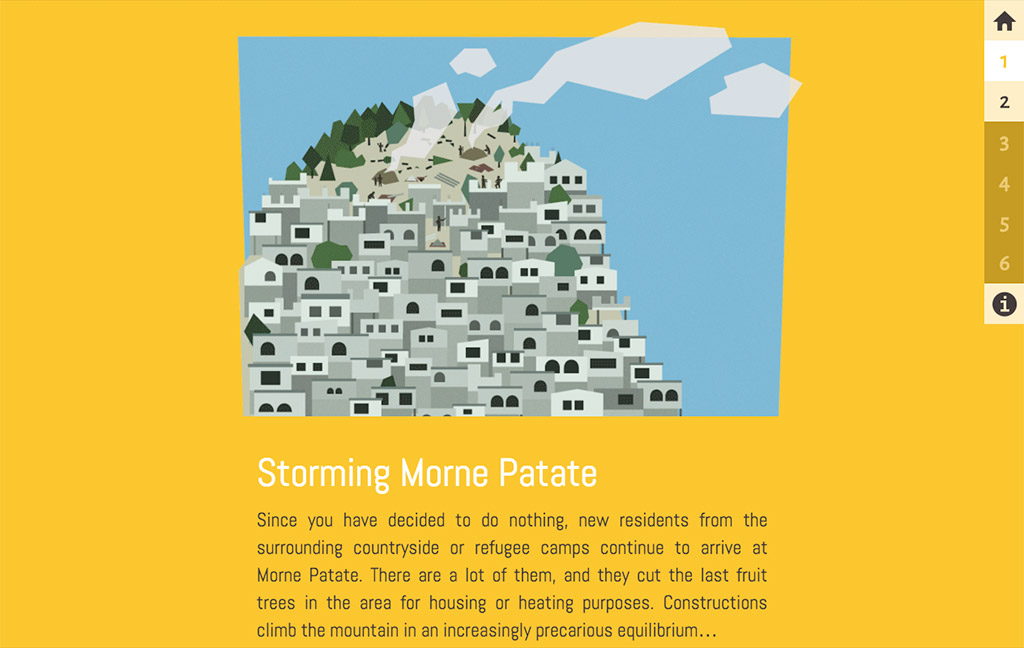 1
2
3
4
5
6
Storming Morne Patate
Since you have decided to do nothing, new residents from the
surrounding countryside or refugee camps continue to arrive at
Morne Patate. There are a lot of them, and they cut the last fruit
trees in the area for housing or heating purposes. Constructions
climb the mountain in an increasingly precarious equilibrium...